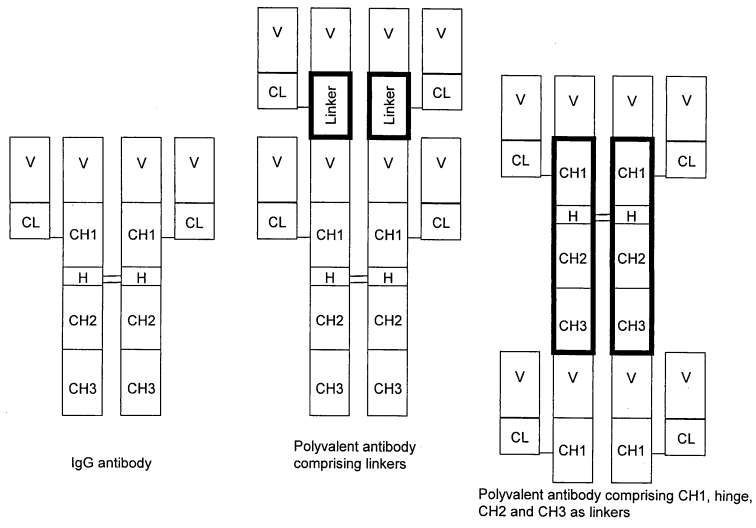 V V V V
CL Linker Linker CL
V V V V
CL CH1 CH1 CL
H H
CH2 CH2
CH3 CH3
IgG antibody
V V V V
CL CH1 CH1 CL
H H
CH2 CH2
CH3 CH3
Polyvalent antibody
comprising linkers
V V V V
CL CH1 CH1 CL
H H
CH2 CH2
CH3 CH3
V V V V
CL CH1 CH1 CL
Polyvalent antibody comprising CH1, hinge,
CH2 and CH3 as linkers